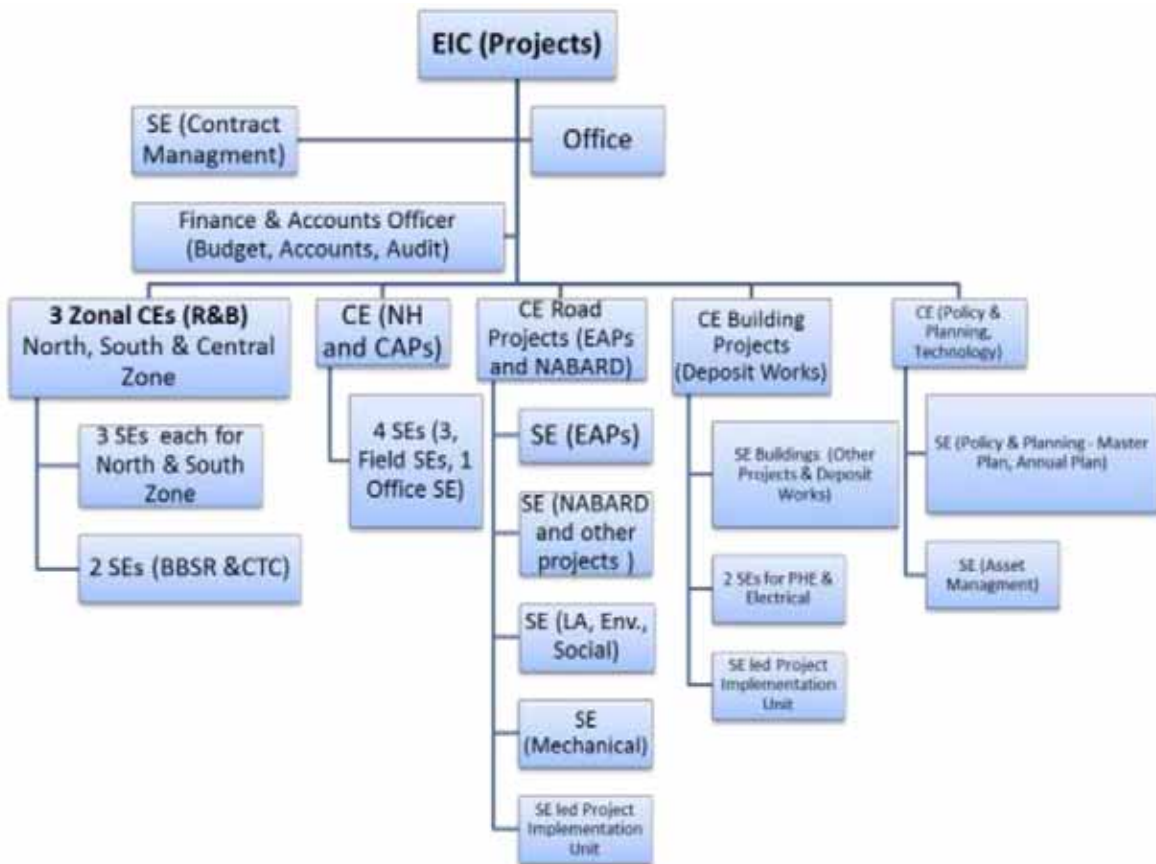 EIC (Projects)
SE (Contract
Managment)
Office
Finance & Accounts Officer
(Budget, Accounts, Audit)
3 Zonal CEs (R&B)
North, South & Central
Zone
3 SEs each for
North & South
Zone
2 SEs (BBSR &CTC)
CE (NH
and CAPs)
4 SEs (3,
Field SEs, 1
Office SE)
CE Road
Projects (EAPs
and NABARD)
SE (EAPs)
SE (NABARD
and other
projects )
SE (LA, Env.,
Social)
SE
(Mechanical)
SE led Project
Implementation
Unit
CE Building
Projects
(Deposit Works)
SE Buildings (Other
Projects & Deposit
Works)
2 SEs for PHE &
Electrical
SE led Project
Implementation
Unit
CE (Policy &
Planning,
Technology)
SE (Policy & Planning - Master
Plan, Annual Plan)
SE (Asset
Managment)